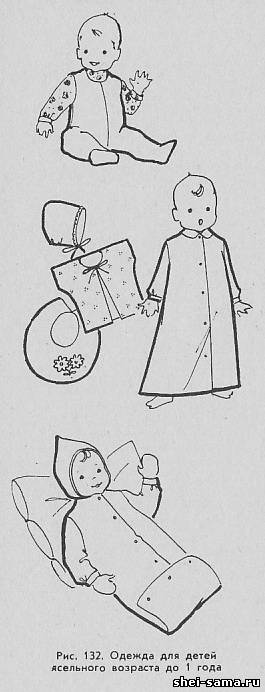 Рис. 132. Одежда для детей
ясельного возраста до 1 года
shei-sama.ru